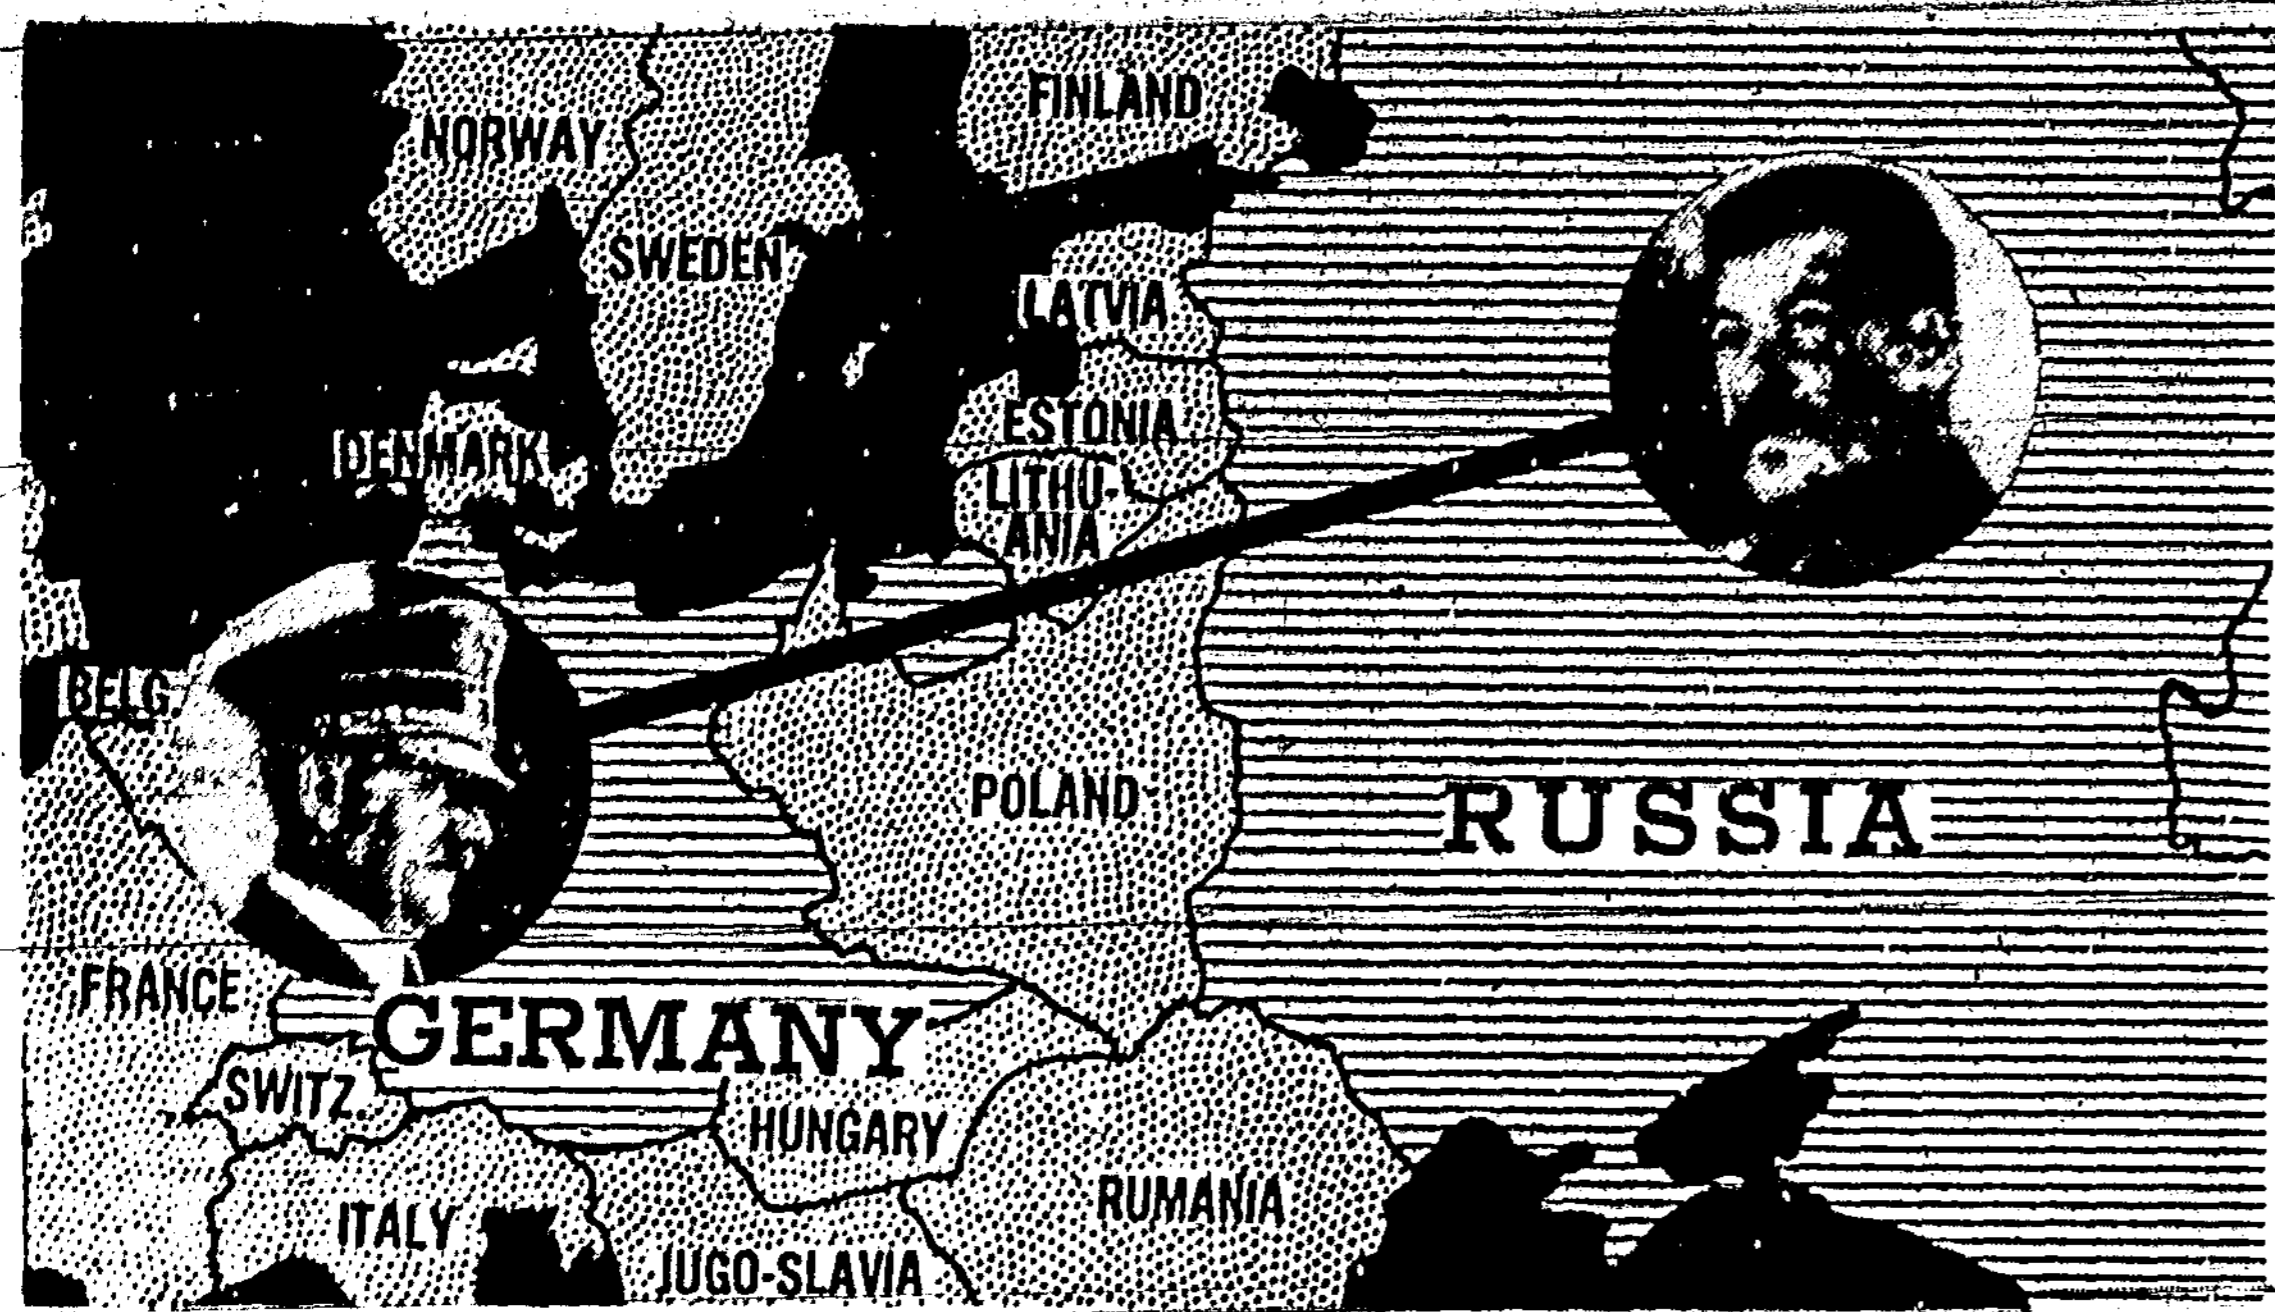 FINLAND
NORWAY
SWEDEN
LATVIA
ESTONIA
DENMARK
LITHU-
ANIA
BELG.
POLAND
RUSSIA
FRANCE
GERMANY
SWITZ.
HUNGARY
RUMANIA
ITALY
JUGO-SLAVIA